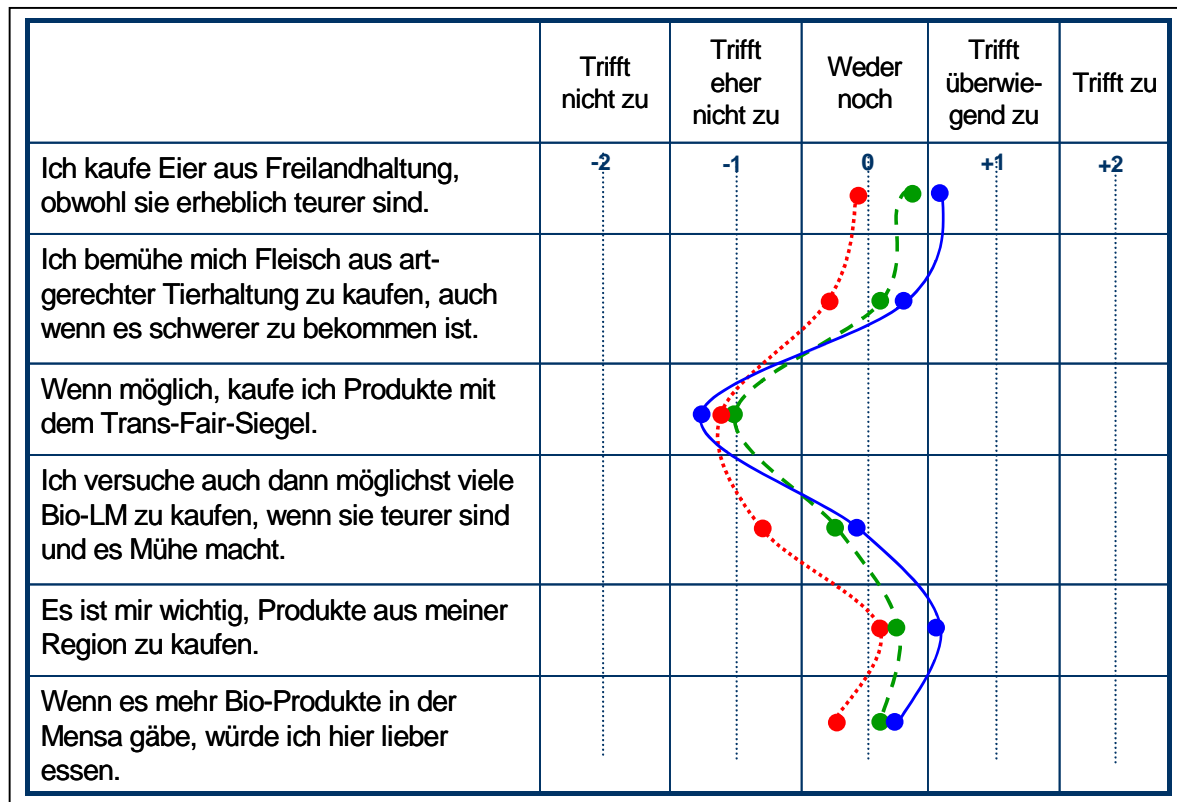 Trifft
nicht zu
Trifft
eher
nicht zu
Weder
noch
Trifft
überwie-
gend zu
Trifft zu
-2
-1
0
+1
+2
Ich kaufe Eier aus Freilandhaltung,
obwohl sie erheblich teurer sind.
Ich bemühe mich Fleisch aus art-
gerechter Tierhaltung zu kaufen, auch
wenn es schwerer zu bekommen ist.
Wenn möglich, kaufe ich Produkte mit
dem Trans-Fair-Siegel.
Ich versuche auch dann möglichst viele
Bio-LM zu kaufen, wenn sie teurer sind
und es Mühe macht.
Es ist mir wichtig, Produkte aus meiner
Region zu kaufen.
Wenn es mehr Bio-Produkte in der
Mensa gäbe, würde ich hier lieber
essen.